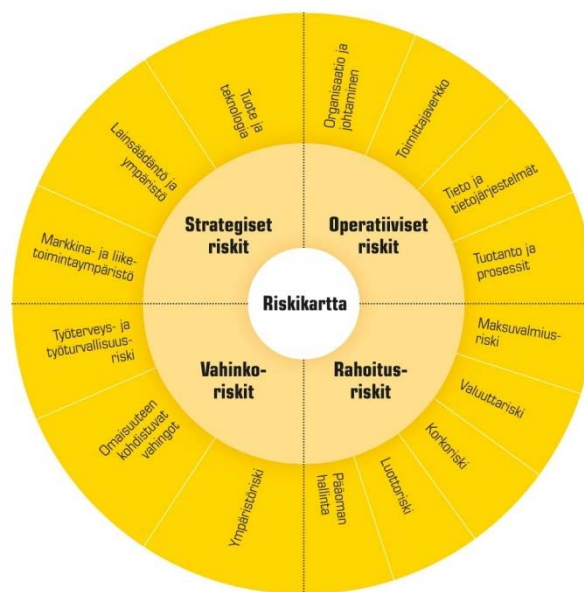 Riskikartta
Strategiset
riskit
Markkina- ja liike-
toimintaympäristö
Lainsäädäntö ja
ympäristö
Tuote ja
teknologia
Operatiiviset
riskit
Organisaatio ja
johtaminen
Toimittajaverkko
Tieto ja
tietojärjestelmät
Tuotanto ja
prosessit
Rahoitus-
riskit
Maksuvalmius-
riski
Valuuttariski
Korkoriski
Luottoriski
Pääoman
hallinta
Vahinko-
riskit
Ympäristöriski
Omaisuuteen
kohdistuvat
vahingot
Työterveys- ja
työturvallisuus-
riski